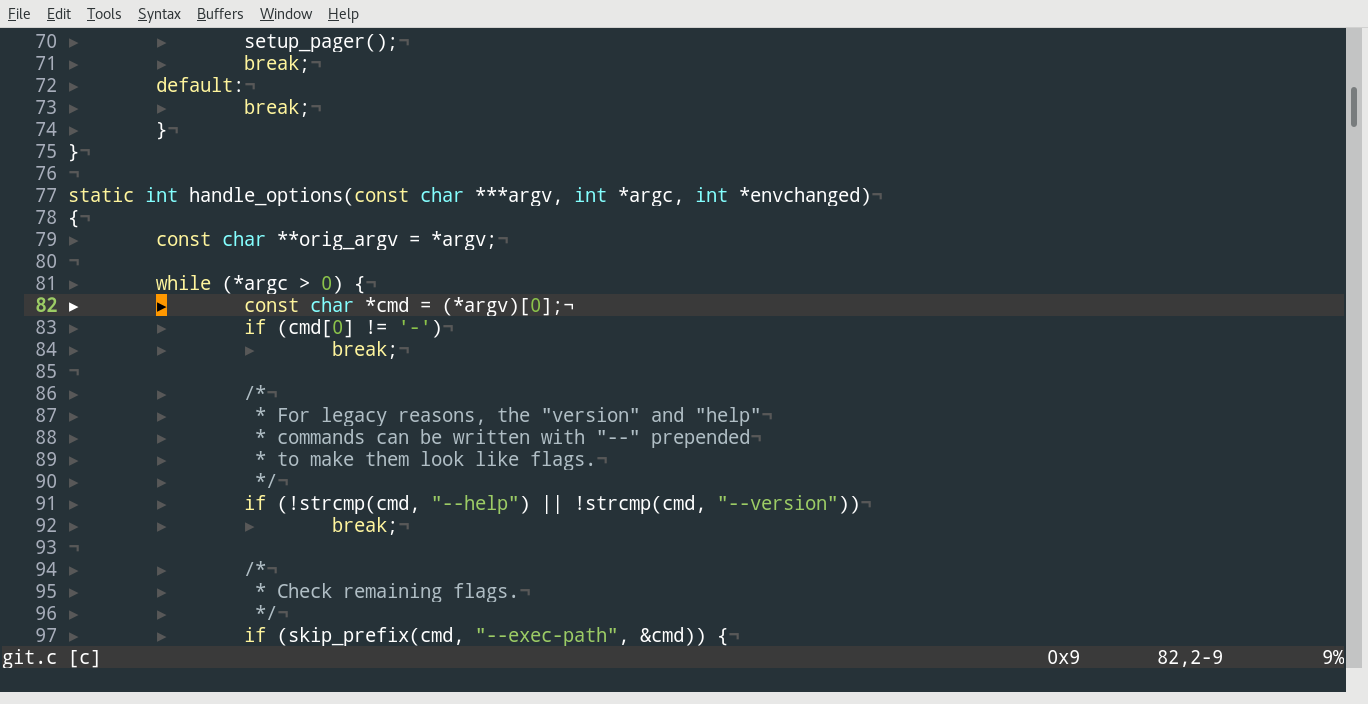 File Edit Tools Syntax Buffers Window Help
70 ▸ ▸ setup_pager();¬
71 ▸ ▸ break;¬
72 ▸ default:¬
73 ▸ ▸ break;¬
74 ▸ }¬
75 }¬
76 ¬
77 static int handle_options(const char ***argv, int *argc, int *envchanged)¬
78 {¬
79 ▸ const char **orig_argv = *argv;¬
80 ¬
81 ▸ while (*argc > 0) {¬
82 ▸ ▸ const char *cmd = (*argv)[0];¬
83 ▸ ▸ if (cmd[0] != '-')¬
84 ▸ ▸ ▸ break;¬
85 ¬
86 ▸ ▸ /*¬
87 ▸ ▸ * For legacy reasons, the "version" and "help"¬
88 ▸ ▸ * commands can be written with "--" prepended¬
89 ▸ ▸ * to make them look like flags.¬
90 ▸ ▸ */¬
91 ▸ ▸ if (!strcmp(cmd, "--help") || !strcmp(cmd, "--version"))¬
92 ▸ ▸ ▸ break;¬
93 ¬
94 ▸ ▸ /*¬
95 ▸ ▸ * Check remaining flags.¬
96 ▸ ▸ */¬
97 ▸ ▸ if (skip_prefix(cmd, "--exec-path", &cmd)) {¬
git.c [c] 0x9 82,2-9 9%